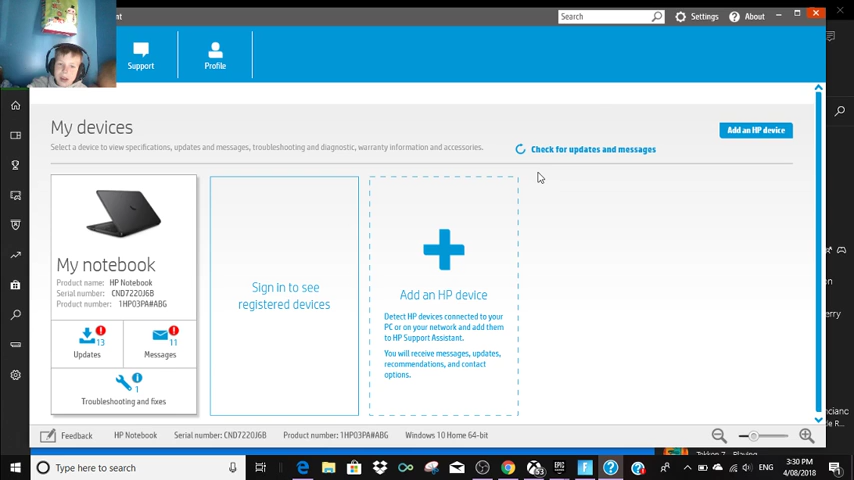 nt
Search
Settings
About
Support
Profile
My devices
Add an HP device
Select a device to view specifications, updates and messages, troubleshooting and diagnostic, warranty information and accessories.
Check for updates and messages
My notebook
Product name: HP Notebook
Serial number: CND7220J6B
Product number: 1HP03PA#ABG
13
Updates
11
Messages
1
Troubleshooting and fixes
Sign in to see
registered devices
Add an HP device
Detect HP devices connected to your
PC or on your network and add them
to HP Support Assistant.
You will receive messages, updates,
recommendations, and contact
options.
Feedback
HP Notebook
Serial number: CND7220J6B
Product number: 1HP03PA#ABG
Windows 10 Home 64-bit
Tekken 7 - Playing
Type here to search
53
EPIC
ENG
3:30 PM
4/08/2018